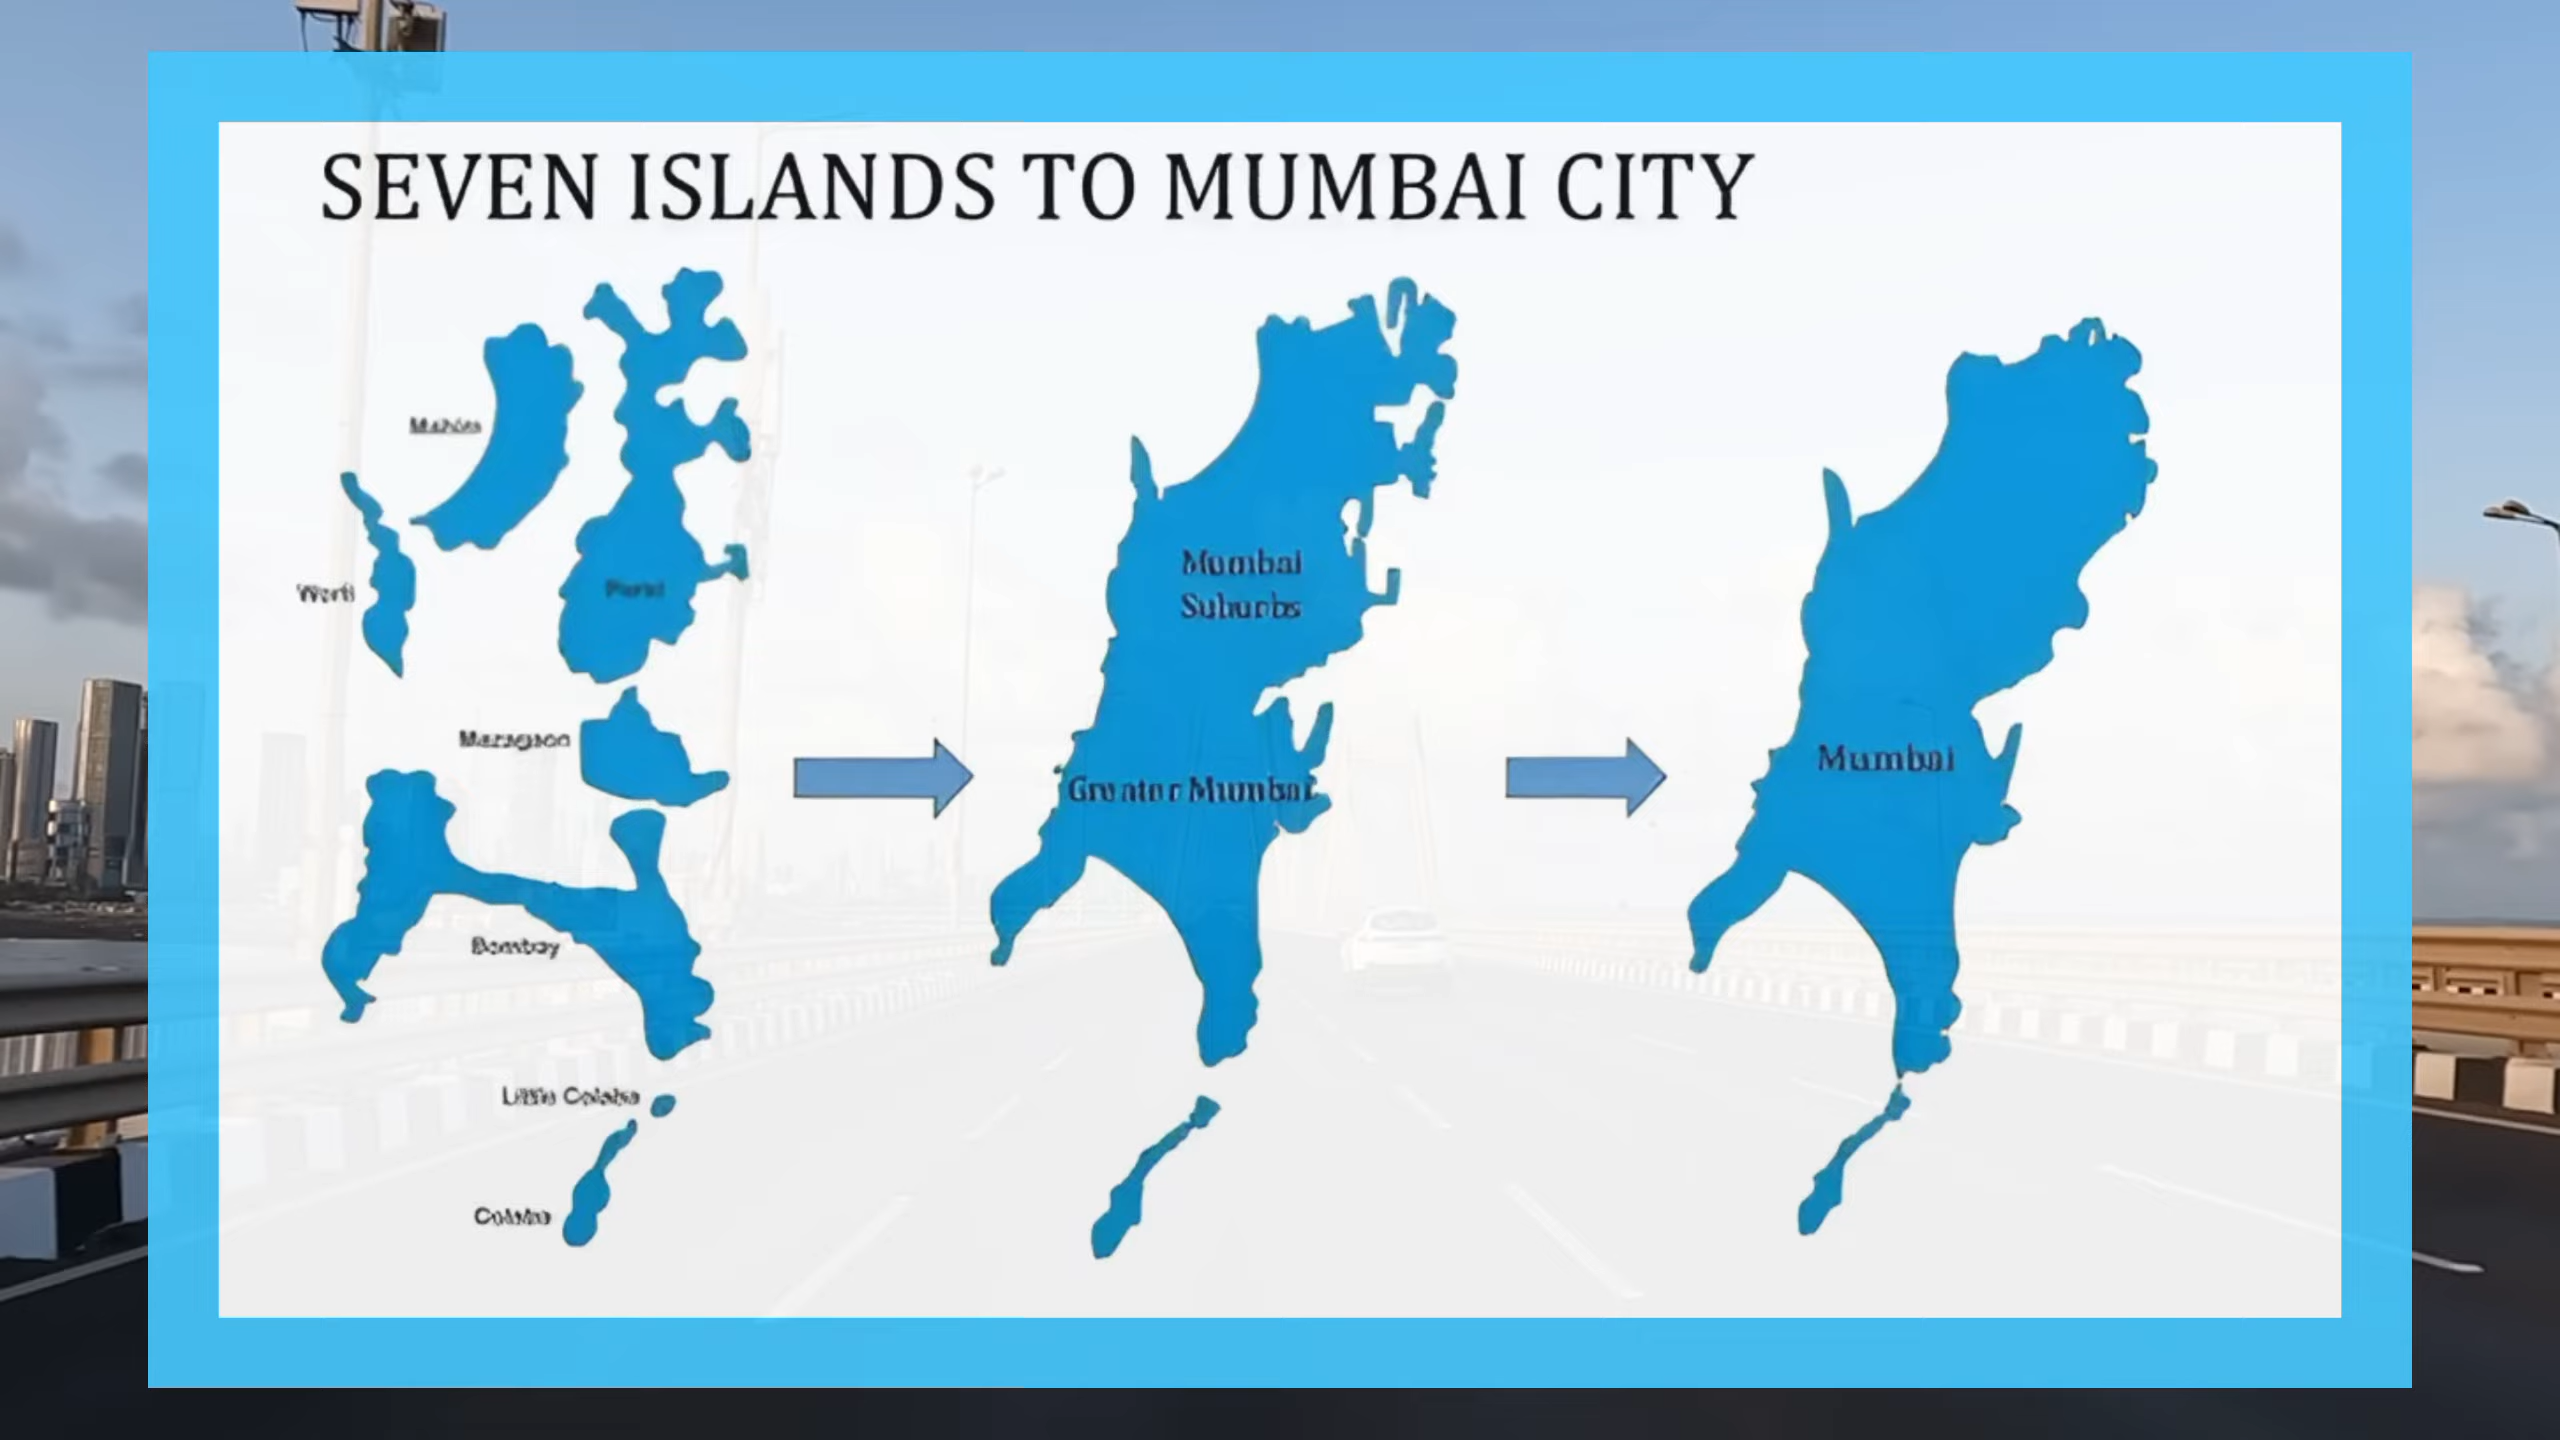 SEVEN ISLANDS TO MUMBAI CITY
Mahim
Worli
Parel
Mazagaon
Bombay
Little Colaba
Colaba
Mumbai
Suburbs
Greater Mumbai
Mumbai